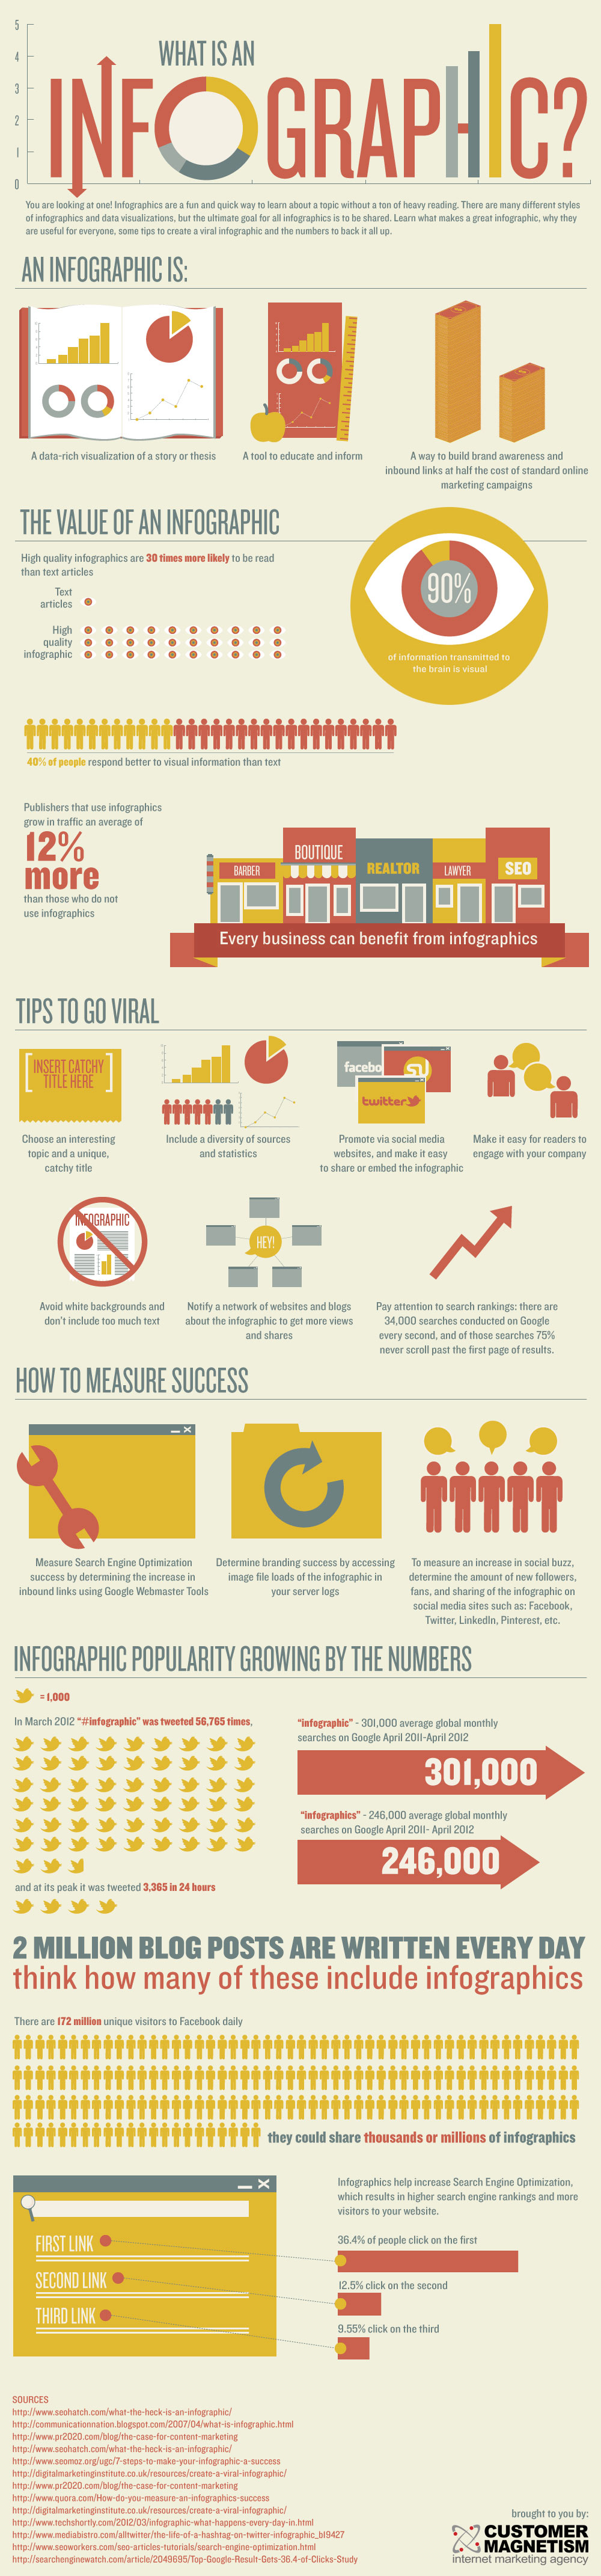 5
4
3
2
1
0
WHAT IS AN
INFOGRAPHIC?
You are looking at one! Infographics are a fun and quick way to learn about a topic without a ton of heavy reading. There are many different styles
of infographics and data visualizations, but the ultimate goal for all infographics is to be shared. Learn what makes a great infographic, why they
are useful for everyone, some tips to create a viral infographic and the numbers to back it all up.
AN INFOGRAPHIC IS:
A data-rich visualization of a story or thesis
A tool to educate and inform
A way to build brand awareness and
inbound links at half the cost of standard online
marketing campaigns
THE VALUE OF AN INFOGRAPHIC
High quality infographics are 30 times more likely to be read
than text articles
Text
articles
High
quality
infographic
90%
of information transmitted to
the brain is visual
40% of people respond better to visual information than text
Publishers that use infographics
grow in traffic an average of
12%
more
than those who do not
use infographics
BARBER
BOUTIQUE
REALTOR
LAWYER
SEO
Every business can benefit from infographics
TIPS TO GO VIRAL
INSERT CATCHY
TITLE HERE
Choose an interesting
topic and a unique,
catchy title
Include a diversity of sources
and statistics
facebo
twitter
Promote via social media
websites, and make it easy
to share or embed the infographic
Make it easy for readers to
engage with your company
INFOGRAPHIC
Avoid white backgrounds and
don't include too much text
HEY!
Notify a network of websites and blogs
about the infographic to get more views
and shares
Pay attention to search rankings: there are
34,000 searches conducted on Google
every second, and of those searches 75%
never scroll past the first page of results.
HOW TO MEASURE SUCCESS
Measure Search Engine Optimization
success by determining the increase in
inbound links using Google Webmaster Tools
Determine branding success by accessing
image file loads of the infographic in
your server logs
To measure an increase in social buzz,
determine the amount of new followers,
fans, and sharing of the infographic on
social media sites such as: Facebook,
Twitter, LinkedIn, Pinterest, etc.
INFOGRAPHIC POPULARITY GROWING BY THE NUMBERS
= 1,000
In March 2012 "#infographic" was tweeted 56,765 times,
and at its peak it was tweeted 3,365 in 24 hours
"infographic" - 301,000 average global monthly
searches on Google April 2011-April 2012
301,000
"infographics" - 246,000 average global monthly
searches on Google April 2011- April 2012
246,000
2 MILLION BLOG POSTS ARE WRITTEN EVERY DAY
think how many of these include infographics
There are 172 million unique visitors to Facebook daily
they could share thousands or millions of infographics
FIRST LINK
SECOND LINK
THIRD LINK
Infographics help increase Search Engine Optimization,
which results in higher search engine rankings and more
visitors to your website.
36.4% of people click on the first
12.5% click on the second
9.55% click on the third
SOURCES
http://www.seohatch.com/what-the-heck-is-an-infographic/
http://communicationnation.blogspot.com/2007/04/what-is-infographic.html
http://www.pr2020.com/blog/the-case-for-content-marketing
http://www.seohatch.com/what-the-heck-is-an-infographic/
http://www.seomoz.org/ugc/7-steps-to-make-your-infographic-a-success
http://digitalmarketinginstitute.co.uk/resources/create-a-viral-infographic/
http://www.pr2020.com/blog/the-case-for-content-marketing
http://www.quora.com/How-do-you-measure-an-infographics-success
http://digitalmarketinginstitute.co.uk/resources/create-a-viral-infographic/
http://www.techshortly.com/2012/03/infographic-what-happens-every-day-in.html
http://www.mediabistro.com/alltwitter/the-life-of-a-hashtag-on-twitter-infographic_b19427
http://www.seoworkers.com/seo-articles-tutorials/search-engine-optimization.html
http://searchenginewatch.com/article/2049695/Top-Google-Result-Gets-36.4-of-Clicks-Study
brought to you by:
CUSTOMER
MAGNETISM
internet marketing agency